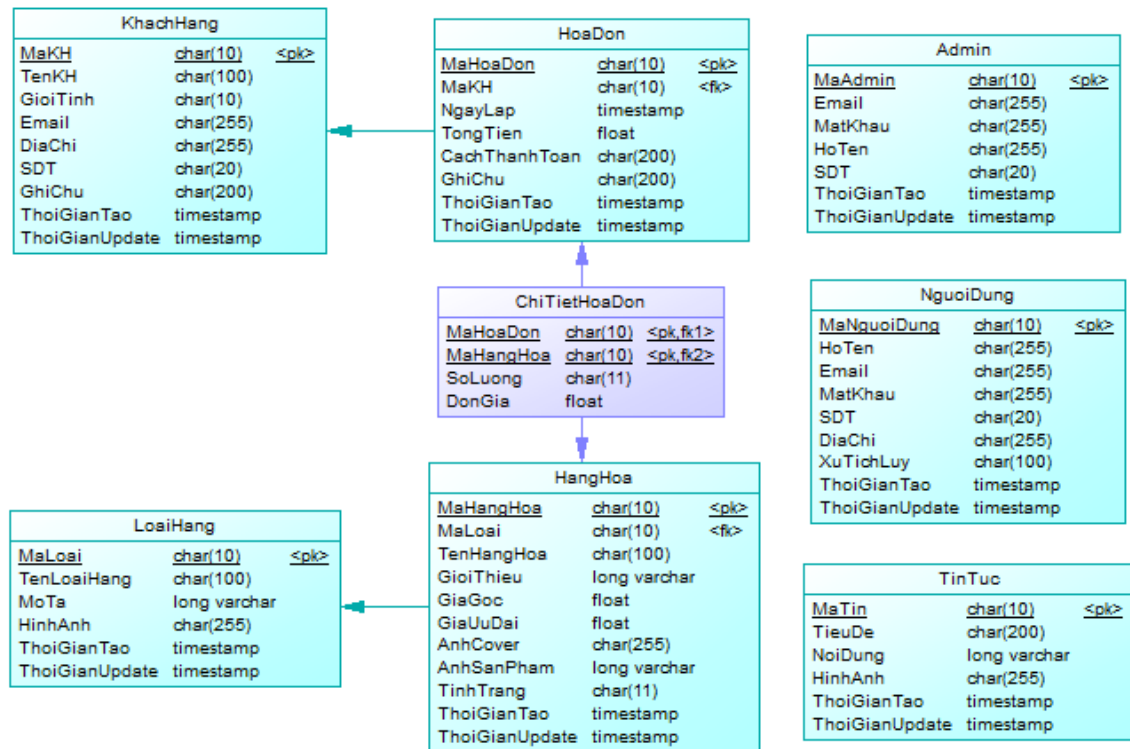 KhachHang
MaKH char(10) <pk>
TenKH char(100)
GioiTinh char(10)
Email char(255)
DiaChi char(255)
SDT char(20)
GhiChu char(200)
ThoiGianTao timestamp
ThoiGianUpdate timestamp
HoaDon
MaHoaDon char(10) <pk>
MaKH char(10) <fk>
NgayLap timestamp
TongTien float
CachThanhToan char(200)
GhiChu char(200)
ThoiGianTao timestamp
ThoiGianUpdate timestamp
Admin
MaAdmin char(10) <pk>
Email char(255)
MatKhau char(255)
HoTen char(255)
SDT char(20)
ThoiGianTao timestamp
ThoiGianUpdate timestamp
ChiTietHoaDon
MaHoaDon char(10) <pk,fk1>
MaHangHoa char(10) <pk,fk2>
SoLuong char(11)
DonGia float
NguoiDung
MaNguoiDung char(10) <pk>
HoTen char(255)
Email char(255)
MatKhau char(255)
SDT char(20)
DiaChi char(255)
XuTichLuy char(100)
ThoiGianTao timestamp
ThoiGianUpdate timestamp
LoaiHang
MaLoai char(10) <pk>
TenLoaiHang char(100)
MoTa long varchar
HinhAnh char(255)
ThoiGianTao timestamp
ThoiGianUpdate timestamp
HangHoa
MaHangHoa char(10) <pk>
MaLoai char(10) <fk>
TenHangHoa char(100)
GioiThieu long varchar
GiaGoc float
GiaUuDai float
AnhCover char(255)
AnhSanPham long varchar
TinhTrang char(11)
ThoiGianTao timestamp
ThoiGianUpdate timestamp
TinTuc
MaTin char(10) <pk>
TieuDe char(200)
NoiDung long varchar
HinhAnh char(255)
ThoiGianTao timestamp
ThoiGianUpdate timestamp